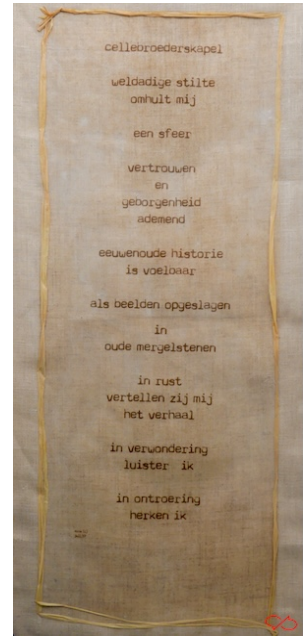 cellebroederskapel
weldadige stilte
omhult mij
een sfeer
vertrouwen
en
geborgenheid
ademend
eeuwenoude historie
is voelbaar
als beelden opgeslagen
in
oude mergelstenen
in rust
vertellen zij mij
het verhaal
in verwondering
luister ik
in ontroering
herken ik